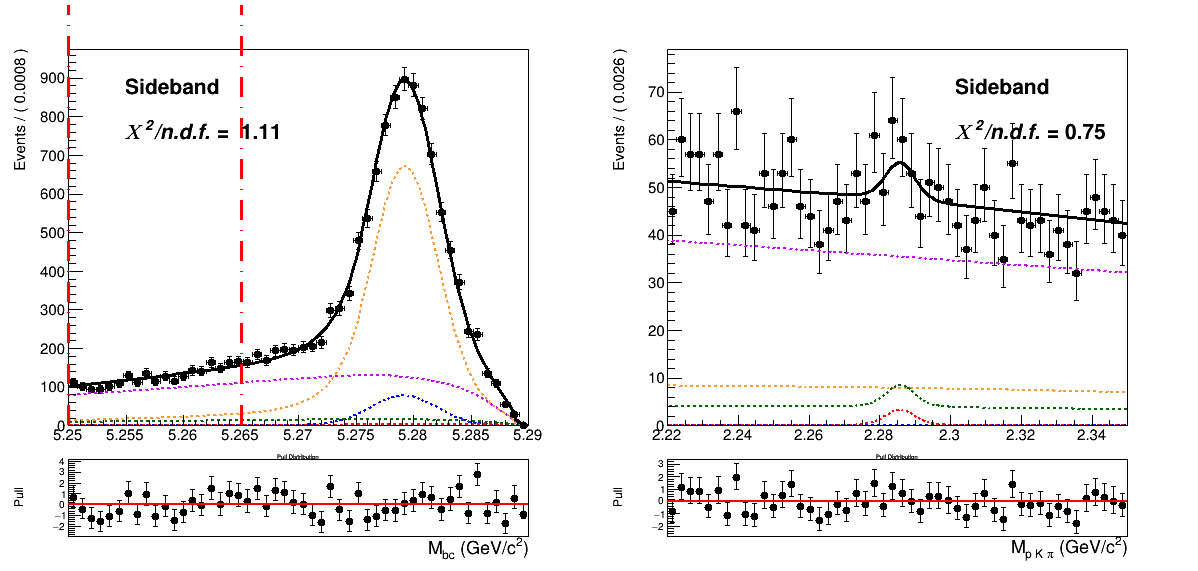 Events / ( 0.0008 )
Sideband
X²/n.d.f. = 1.11
900
800
700
600
500
400
300
200
100
0
5.25 5.255 5.26 5.265 5.27 5.275 5.28 5.285 5.29
Pull Distribution
Pull
4
3
2
1
0
−1
−2
M_bc (GeV/c²)
Events / ( 0.0026 )
Sideband
X²/n.d.f. = 0.75
70
60
50
40
30
20
10
0
2.22 2.24 2.26 2.28 2.3 2.32 2.34
Pull Distribution
Pull
3
2
1
0
−1
−2
M_p K π (GeV/c²)